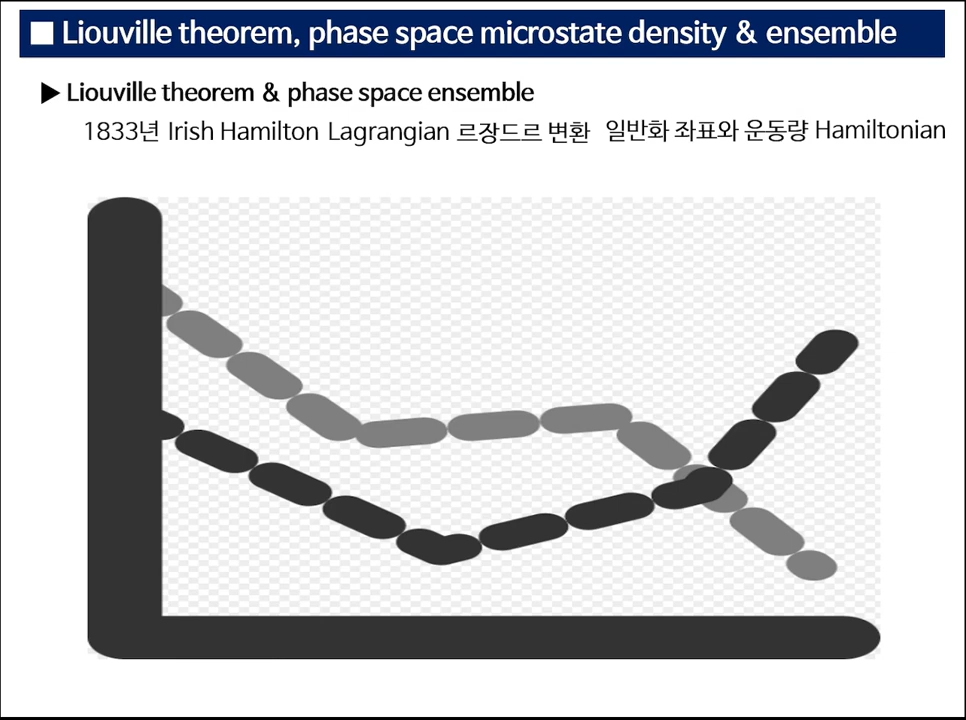 ■ Liouville theorem, phase space microstate density & ensemble
▶ Liouville theorem & phase space ensemble
1833년 Irish Hamilton Lagrangian 르장드르 변환 일반화 좌표와 운동량 Hamiltonian